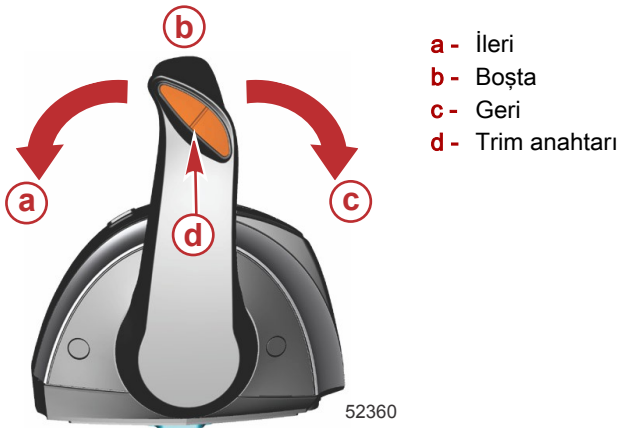 b
a
c
d
52360
a - İleri
b - Boşta
c - Geri
d - Trim anahtarı